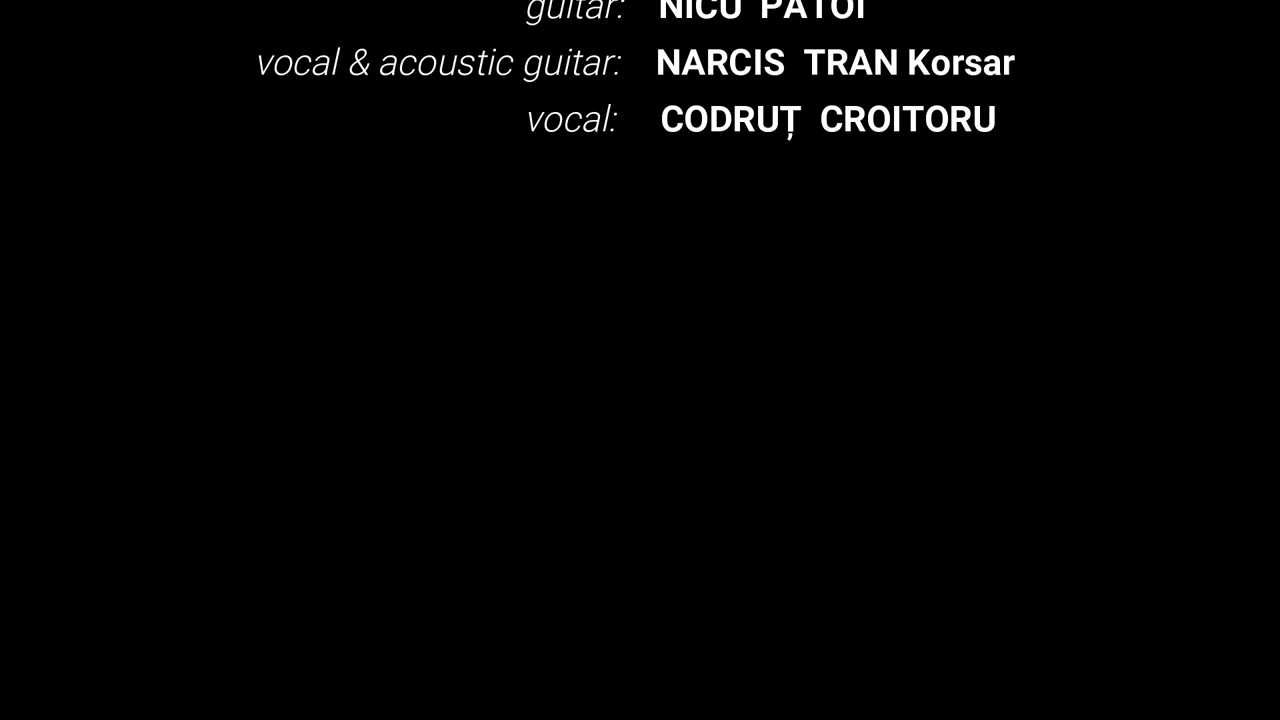 guitar: NICU PATOI
vocal & acoustic guitar: NARCIS TRAN Korsar
vocal: CODRUȚ CROITORU